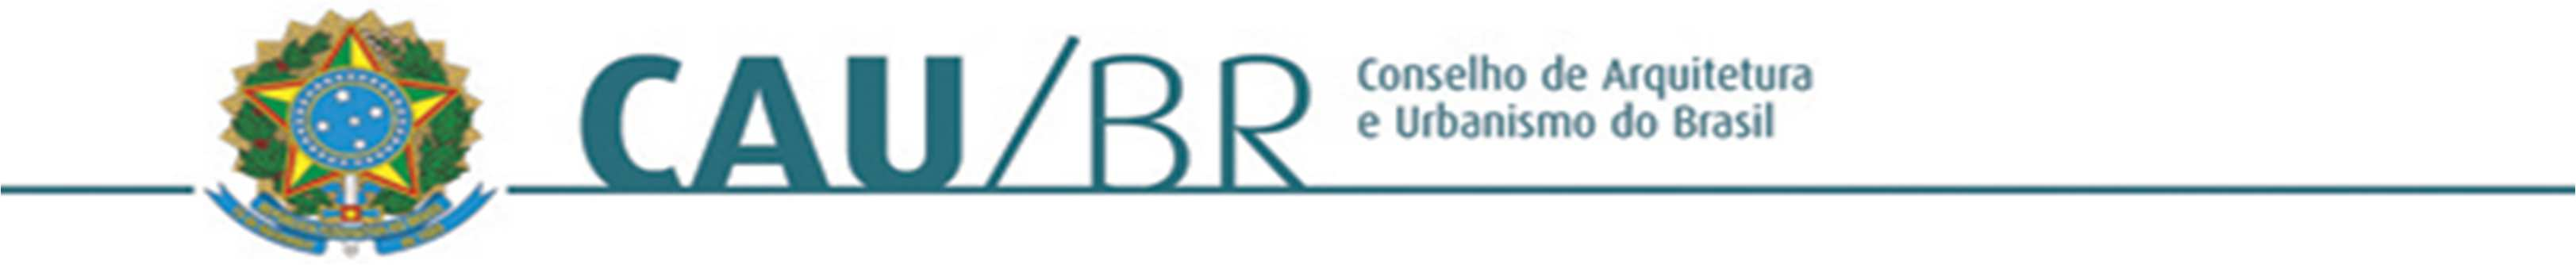 CAU/BR
Conselho de Arquitetura
e Urbanismo do Brasil